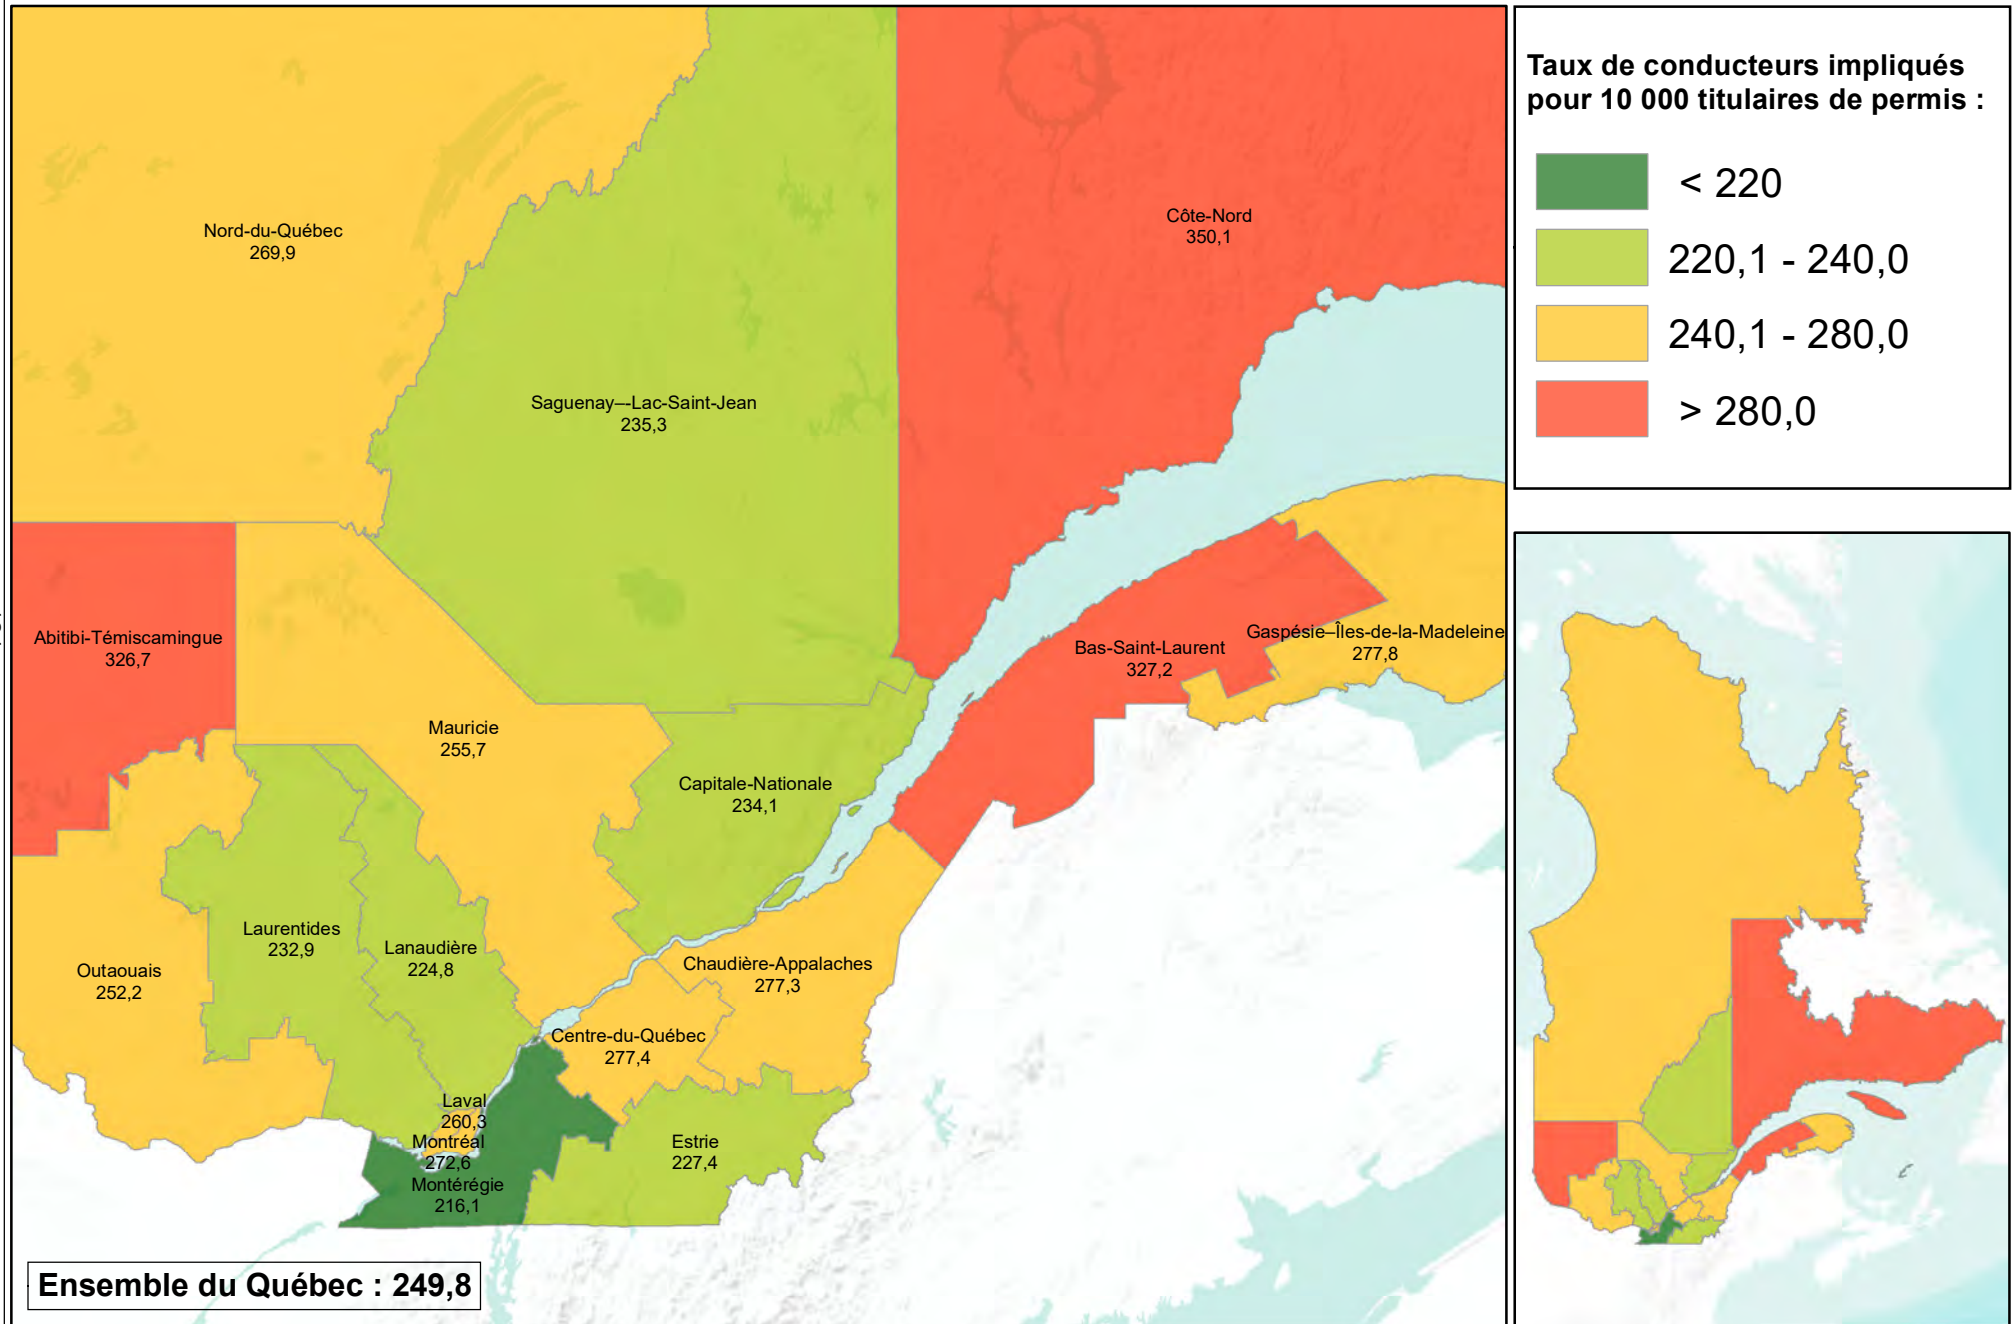 Nord-du-Québec
269,9
Côte-Nord
350,1
Saguenay–-Lac-Saint-Jean
235,3
Abitibi-Témiscamingue
326,7
Bas-Saint-Laurent
327,2
Gaspésie–Îles-de-la-Madeleine
277,8
Mauricie
255,7
Capitale-Nationale
234,1
Laurentides
232,9
Lanaudière
224,8
Outaouais
252,2
Chaudière-Appalaches
277,3
Centre-du-Québec
277,4
Laval
260,3
Montréal
272,6
Montérégie
216,1
Estrie
227,4
Ensemble du Québec : 249,8
Taux de conducteurs impliqués
pour 10 000 titulaires de permis :
< 220
220,1 - 240,0
240,1 - 280,0
> 280,0